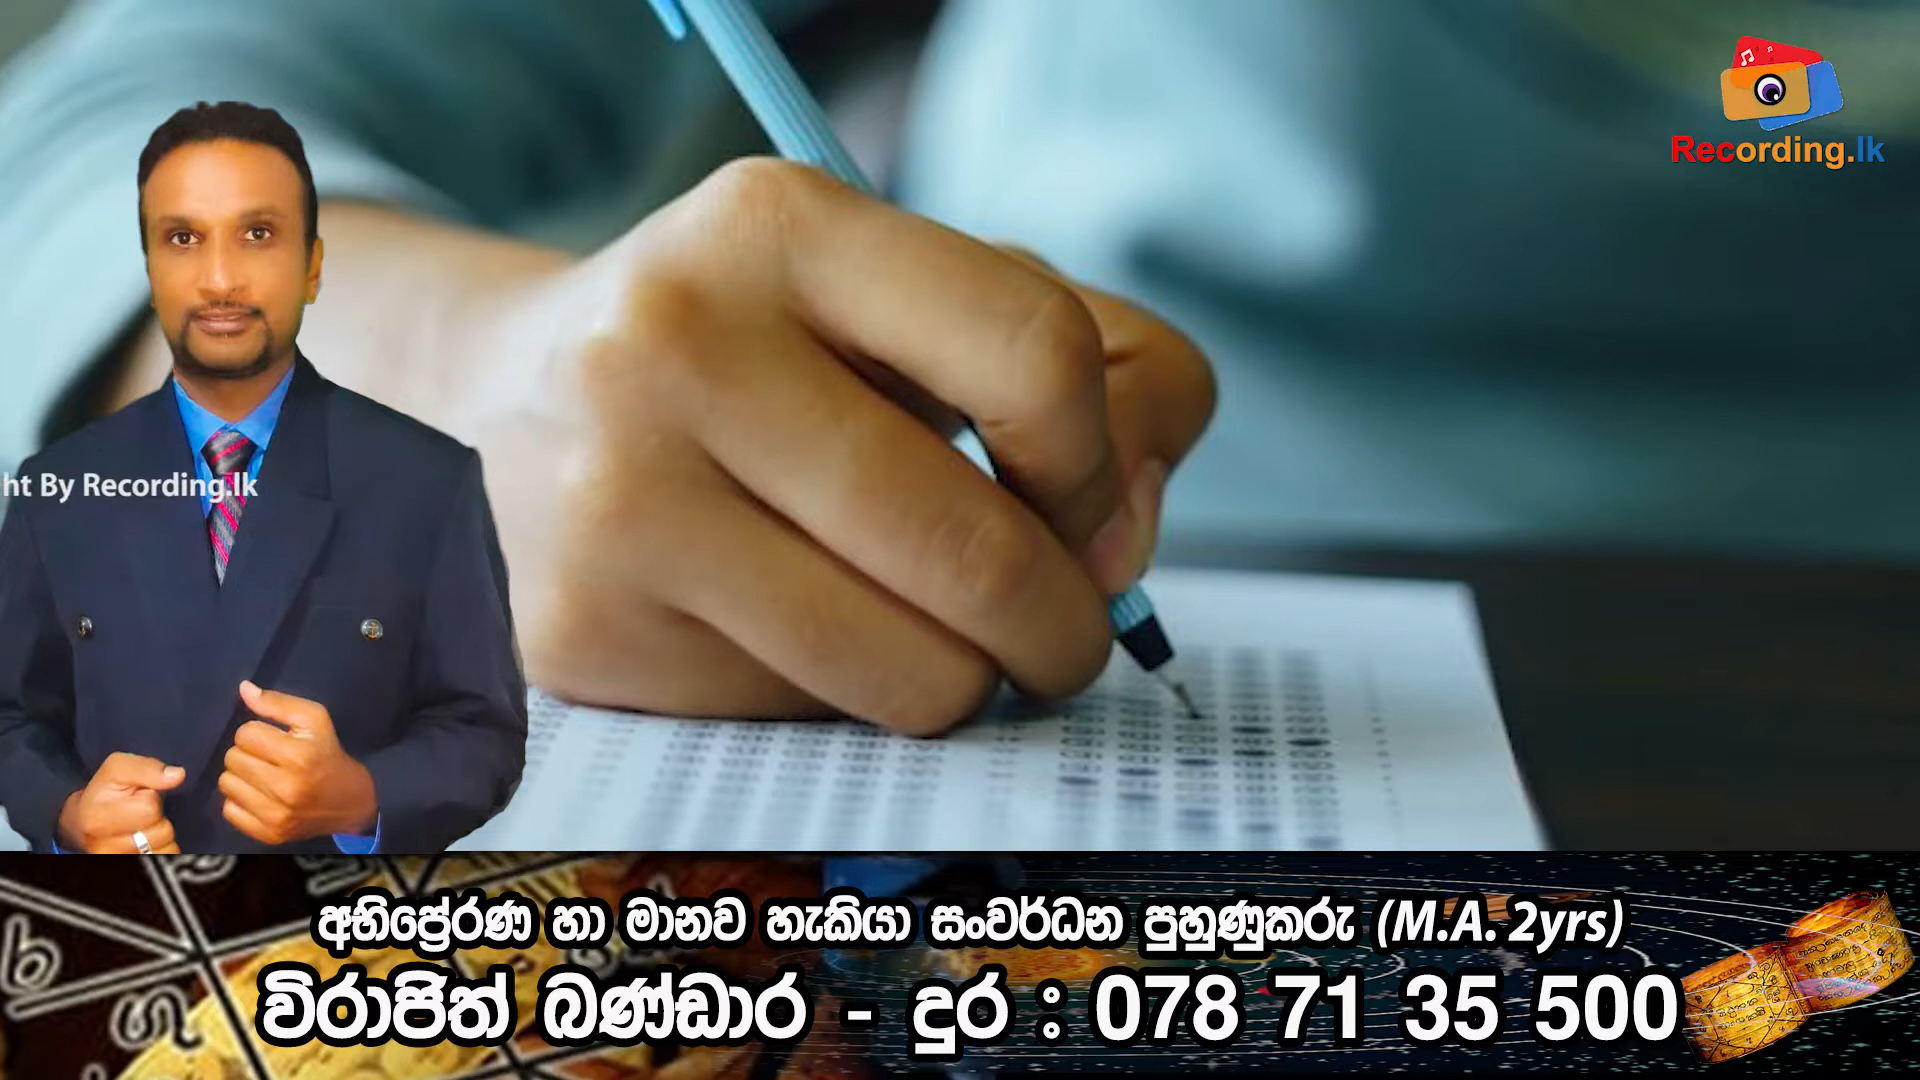 Recording.lk
ht By Recording.lk
අභිප්‍රේරණ හා මානව හැකියා සංවර්ධන පුහුණුකරු (M.A. 2yrs)
විරාජිත් බණ්ඩාර - දුර : 078 71 35 500